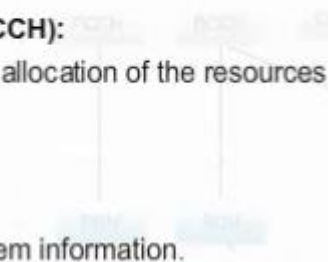 CCH):
allocation of the resources
em information.